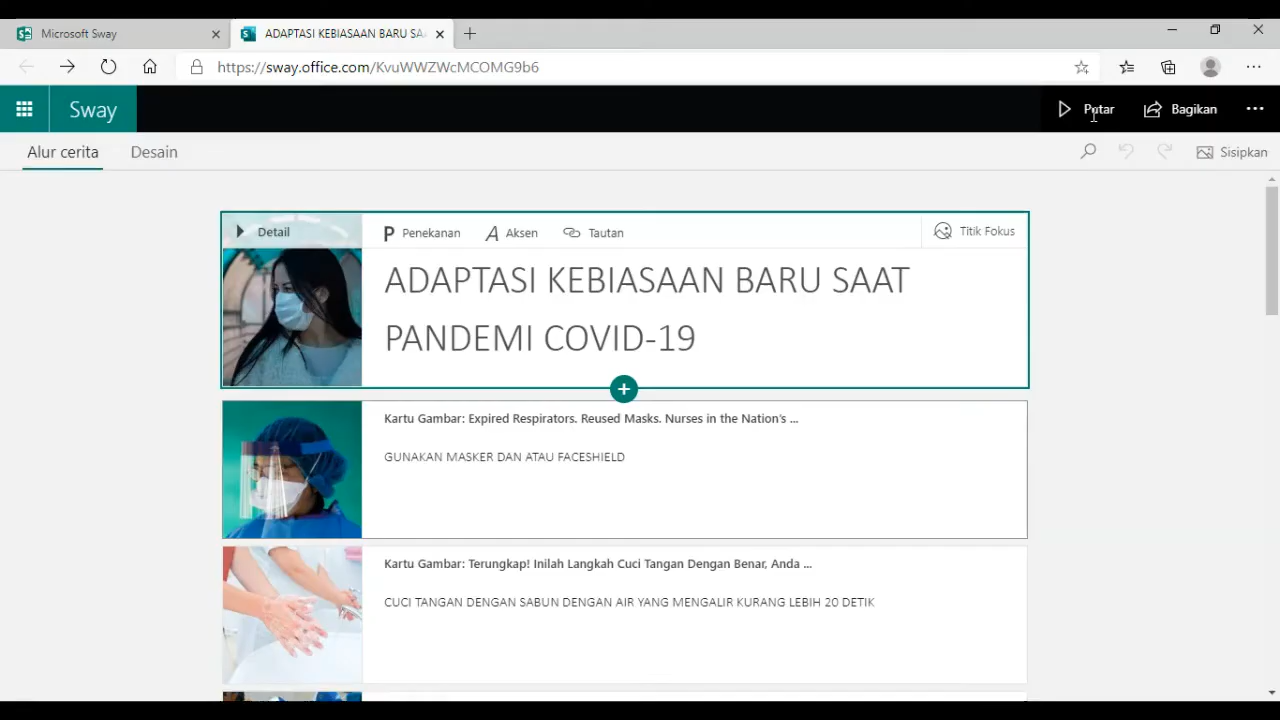 Microsoft Sway
ADAPTASI KEBIASAAN BARU SA
https://sway.office.com/KvuWWZWcMCOMG9b6
Sway
Putar
Bagikan
Alur cerita
Desain
Sisipkan
Detail
P Penekanan
A Aksen
Tautan
Titik Fokus
ADAPTASI KEBIASAAN BARU SAAT
PANDEMI COVID-19
Kartu Gambar: Expired Respirators. Reused Masks. Nurses in the Nation's ...
GUNAKAN MASKER DAN ATAU FACESHIELD
Kartu Gambar: Terungkap! Inilah Langkah Cuci Tangan Dengan Benar, Anda ...
CUCI TANGAN DENGAN SABUN DENGAN AIR YANG MENGALIR KURANG LEBIH 20 DETIK